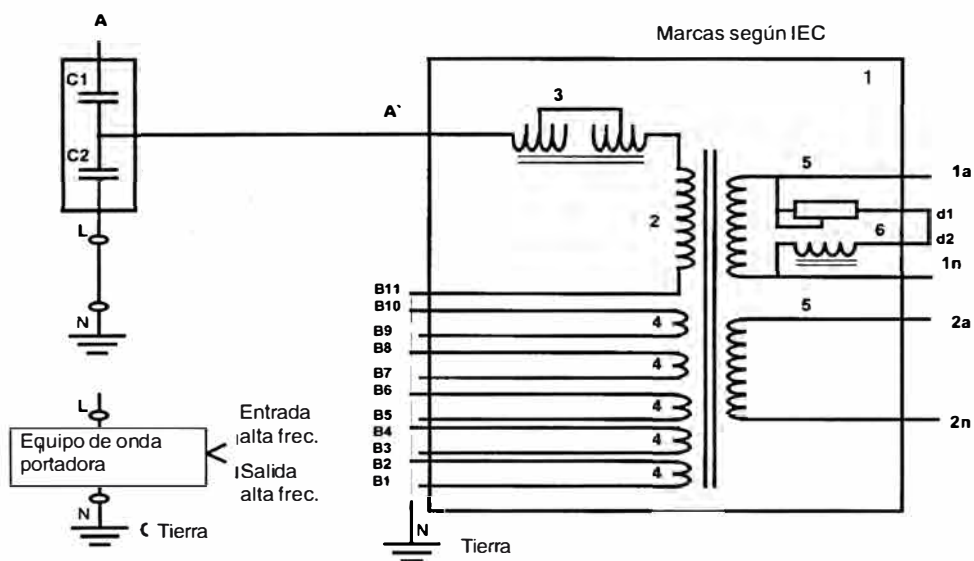 A
Marcas según IEC
C1
1
3
A`
C2
5
1a
L
d1
2
6
d2
1n
B11
B10
N
4
5
2a
B9
B8
4
B7
B6
L
4
Entrada
alta frec.
B5
2n
Equipo de onda
portadora
B4
4
B3
Salida
alta frec.
B2
4
B1
N
Tierra
N
Tierra